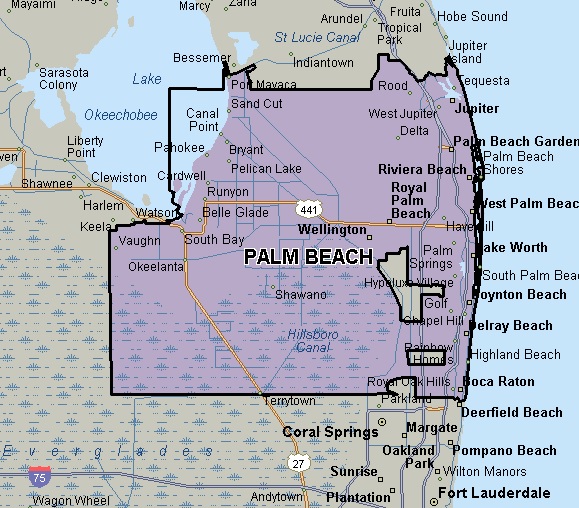 Mayaimi
Marcy
Zana
Arundel
Fruita
Hobe Sound
Tropical
Park
St Lucie Canal
Jupiter
Island
Bessemer
Indiantown
Sarasota
Colony
Lake
Port Mayaca
Rood
Tequesta
Sand Cut
Jupiter
Okeechobee
Canal
Point
West Jupiter
Delta
Liberty
Point
Pahokee
Bryant
Palm Beach Garden
Palm Beach
Shores
Pelican Lake
Riviera Beach
Clewiston
Cardwell
Shawnee
Runyon
Royal
Palm
Beach
Harlem
Watson
Belle Glade
441
West Palm Beac
Keela
Wellington
Haverhill
Vaughn
South Bay
PALM BEACH
Palm
Springs
Lake Worth
Okeelanta
Hypoluxo Village
South Palm Bea
Shawano
Golf
Boynton Beach
Chapel Hill
Delray Beach
Hillsboro
Canal
Rainbow
Homes
Highland Beach
Royal Oak Hills
Boca Raton
Terrytown
Parkland
Deerfield Beach
Coral Springs
Margate
Everglades
Oakland
Park
Pompano Beach
27
75
Sunrise
Wilton Manors
Wagon Wheel
Andytown
Plantation
Fort Lauderdale